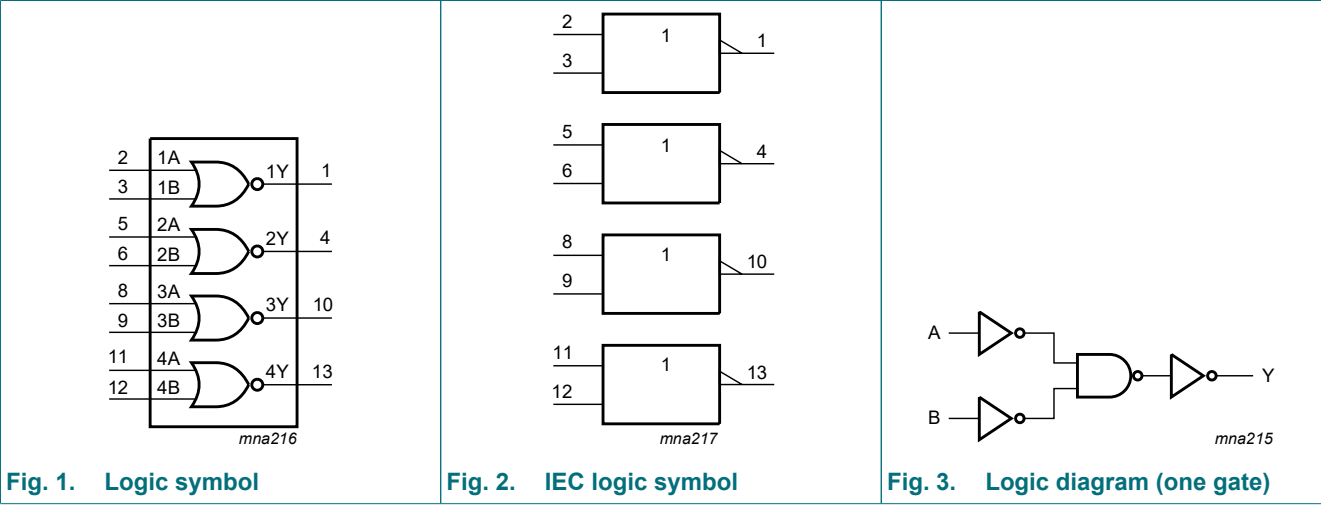 2 1A 1Y 1
3 1B
5 2A 2Y 4
6 2B
8 3A 3Y 10
9 3B
11 4A 4Y 13
12 4B
mna216
Fig. 1. Logic symbol
2 1 1
3
5 1 4
6
8 1 10
9
11 1 13
12
mna217
Fig. 2. IEC logic symbol
A
Y
B
mna215
Fig. 3. Logic diagram (one gate)